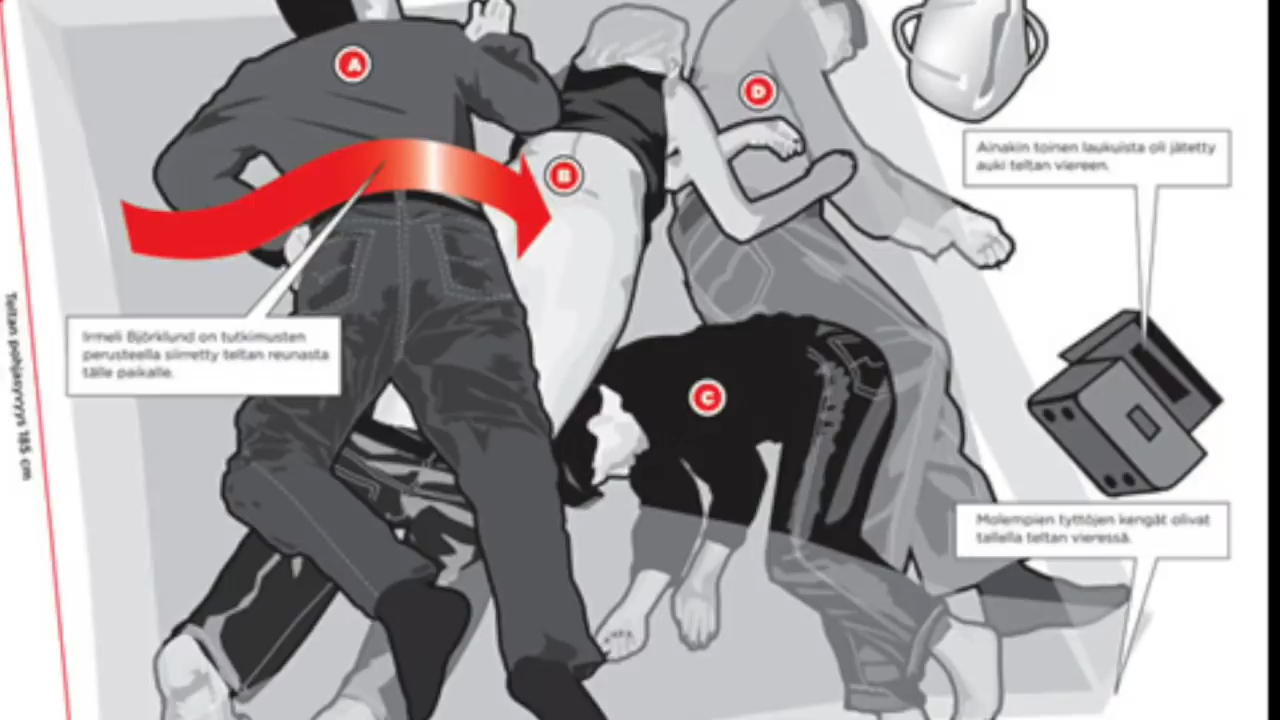 A
D
B
Ainakin toinen laukuista oli jätetty
auki teltan viereen.
Irmeli Björklund on tutkimusten
perusteella siirretty teltan reunasta
tälle paikalle.
Teltan pohjasyvyys 185 cm
C
Molempien tyttöjen kengät olivat
tallella teltan vieressä.